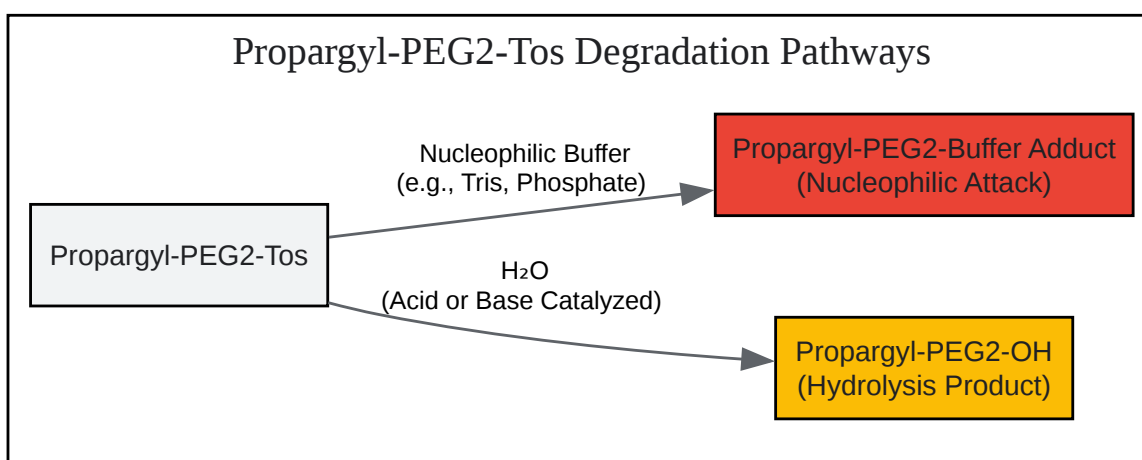 Propargyl-PEG2-Tos Degradation Pathways
Nucleophilic Buffer
(e.g., Tris, Phosphate)
Propargyl-PEG2-Buffer Adduct
(Nucleophilic Attack)
Propargyl-PEG2-Tos
H₂O
(Acid or Base Catalyzed)
Propargyl-PEG2-OH
(Hydrolysis Product)